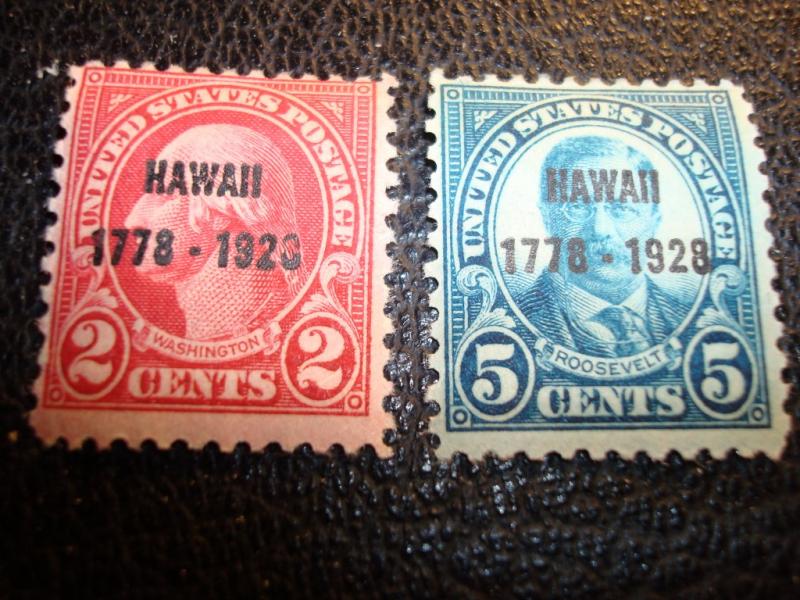 UNITED STATES POSTAGE
HAWAII
1778 - 1928
WASHINGTON
2 CENTS 2
UNITED STATES POSTAGE
HAWAII
1778 - 1928
ROOSEVELT
5 CENTS 5